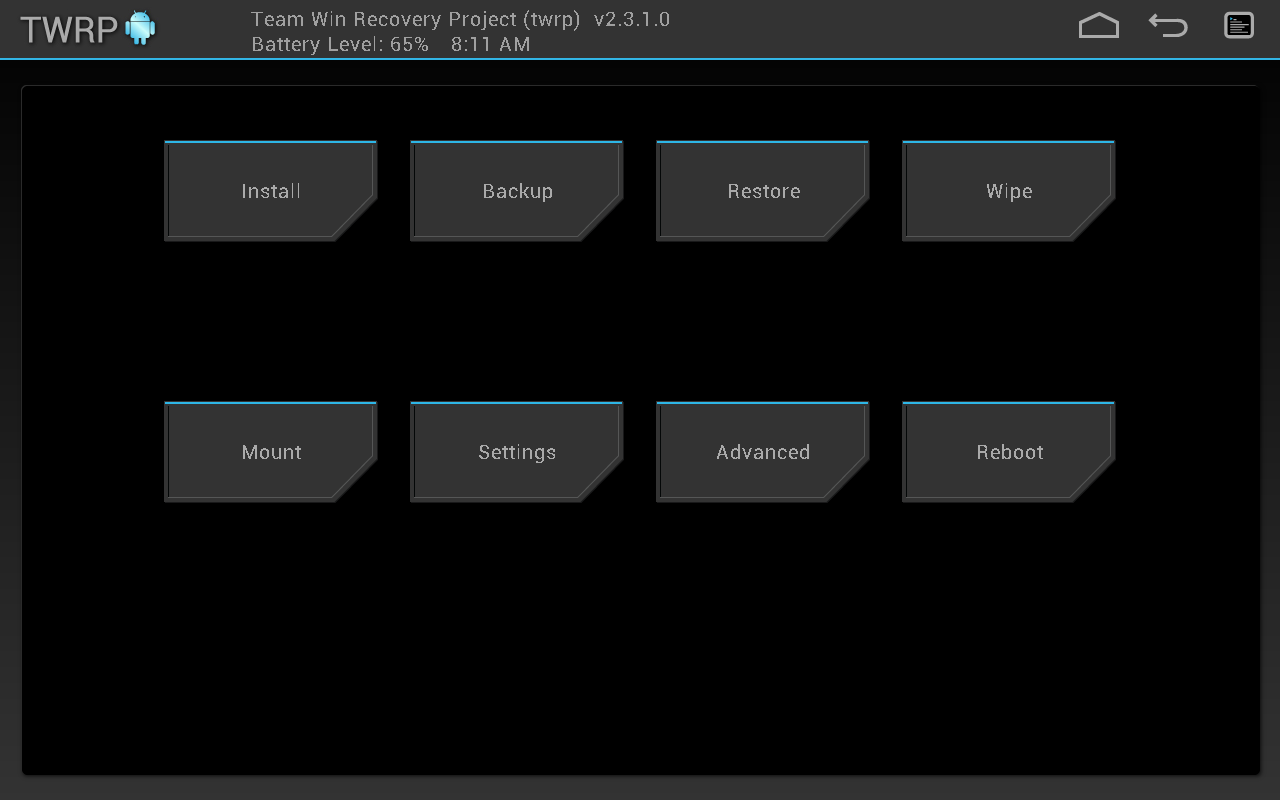 TWRP
Team Win Recovery Project (twrp) v2.3.1.0
Battery Level: 65% 8:11 AM
Install
Backup
Restore
Wipe
Mount
Settings
Advanced
Reboot